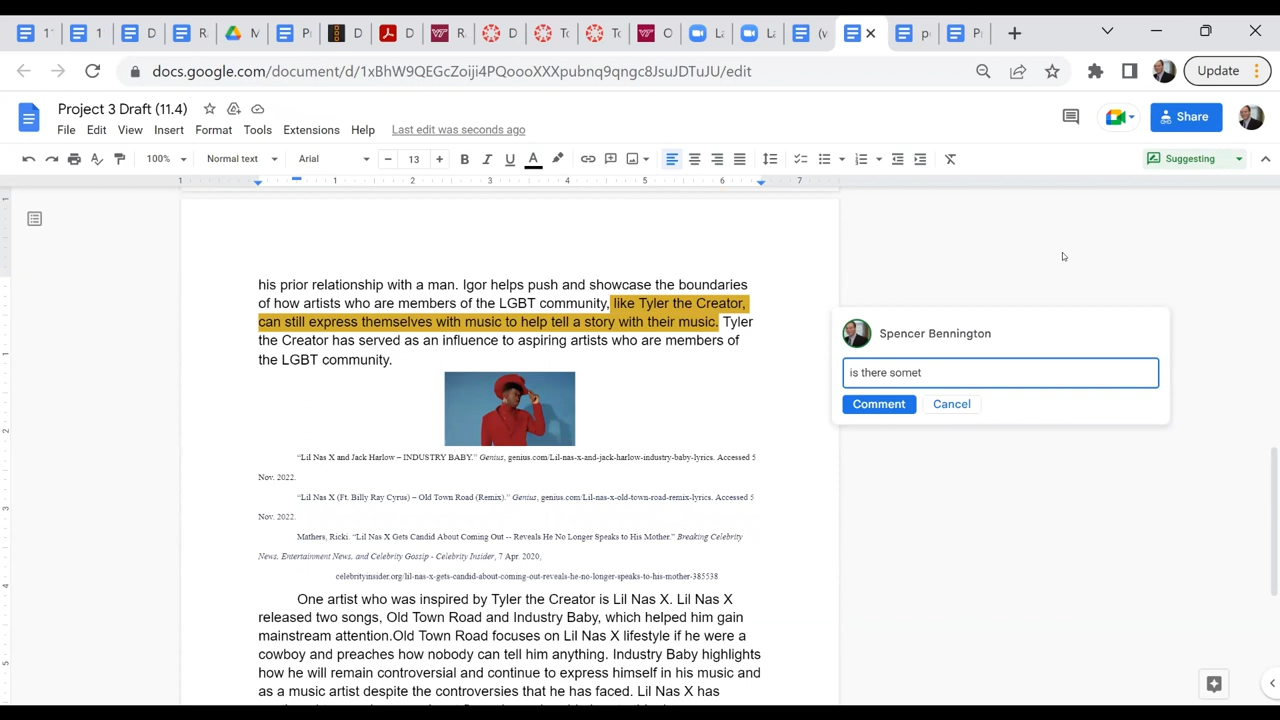 1
1
D
R
M
P
D
D
R
D
To
To
O
La
La
(v
p
P
docs.google.com/document/d/1xBhW9QEGcZoiji4PQoooXXXpubnq9qngc8JsuJDTuJU/edit
Update
Project 3 Draft (11.4)
Share
File Edit View Insert Format Tools Extensions Help Last edit was seconds ago
100% Normal text Arial 13 B I U A Suggesting
1 1 2 3 4 5 6 7
his prior relationship with a man. Igor helps push and showcase the boundaries
of how artists who are members of the LGBT community, like Tyler the Creator,
can still express themselves with music to help tell a story with their music. Tyler
the Creator has served as an influence to aspiring artists who are members of
the LGBT community.
Spencer Bennington
is there somet
Comment Cancel
“Lil Nas X and Jack Harlow – INDUSTRY BABY.” Genius, genius.com/Lil-nas-x-and-jack-harlow-industry-baby-lyrics. Accessed 5
Nov. 2022.
“Lil Nas X (Ft. Billy Ray Cyrus) – Old Town Road (Remix).” Genius, genius.com/Lil-nas-x-old-town-road-remix-lyrics. Accessed 5
Nov. 2022.
Mathers, Ricki. “Lil Nas X Gets Candid About Coming Out -- Reveals He No Longer Speaks to His Mother.” Breaking Celebrity
News, Entertainment News, and Celebrity Gossip - Celebrity Insider, 7 Apr. 2020,
celebrityinsider.org/lil-nas-x-gets-candid-about-coming-out-reveals-he-no-longer-speaks-to-his-mother-385538
One artist who was inspired by Tyler the Creator is Lil Nas X. Lil Nas X
released two songs, Old Town Road and Industry Baby, which helped him gain
mainstream attention.Old Town Road focuses on Lil Nas X lifestyle if he were a
cowboy and preaches how nobody can tell him anything. Industry Baby highlights
how he will remain controversial and continue to express himself in his music and
as a music artist despite the controversies that he has faced. Lil Nas X has